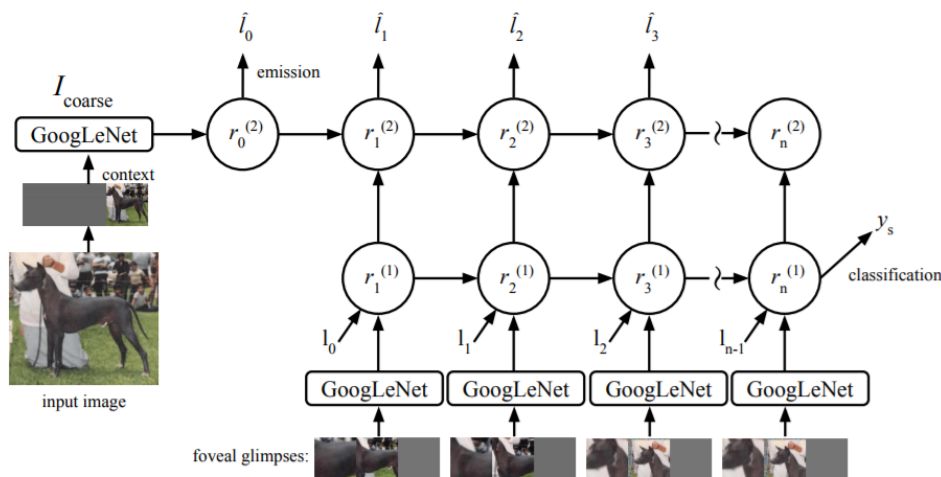 l̂₀ l̂₁ l̂₂ l̂₃
emission
I coarse
GoogLeNet
r₀⁽²⁾ r₁⁽²⁾ r₂⁽²⁾ r₃⁽²⁾ rₙ⁽²⁾
context
yₛ
r₁⁽¹⁾ r₂⁽¹⁾ r₃⁽¹⁾ rₙ⁽¹⁾
classification
l₀ l₁ l₂ lₙ₋₁
GoogLeNet GoogLeNet GoogLeNet GoogLeNet
input image
foveal glimpses: